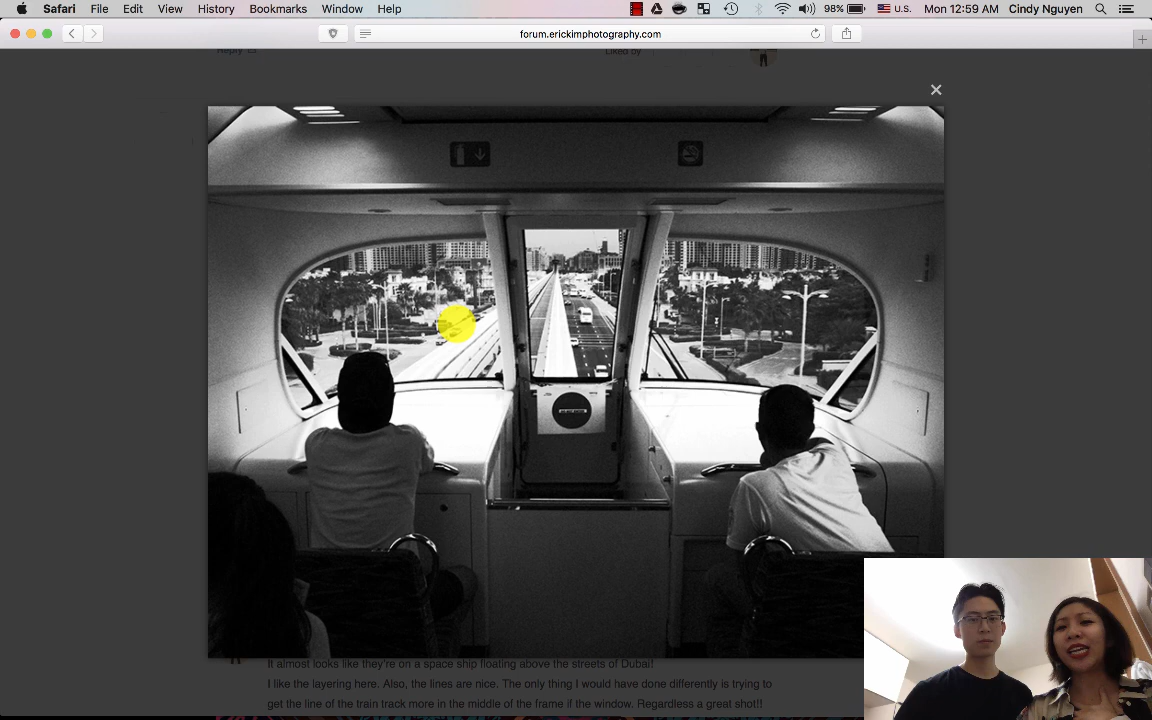 Safari File Edit View History Bookmarks Window Help 98% U.S. Mon 12:59 AM Cindy Nguyen
forum.erickimphotography.com
Reply
Liked by
It almost looks like they're on a space ship floating above the streets of Dubai!
I like the layering here. Also, the lines are nice. The only thing I would have done differently is trying to
get the line of the train track more in the middle of the frame if the window. Regardless a great shot!!